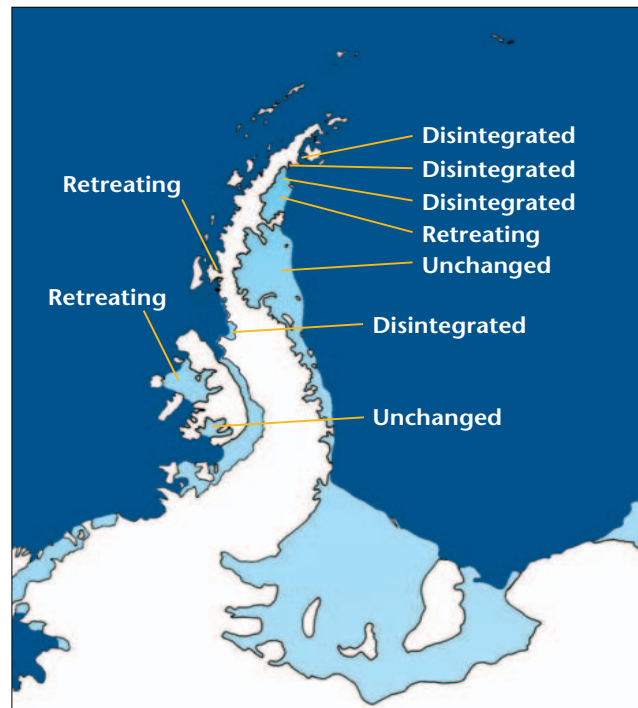 Disintegrated
Disintegrated
Retreating
Disintegrated
Retreating
Unchanged
Retreating
Disintegrated
Unchanged